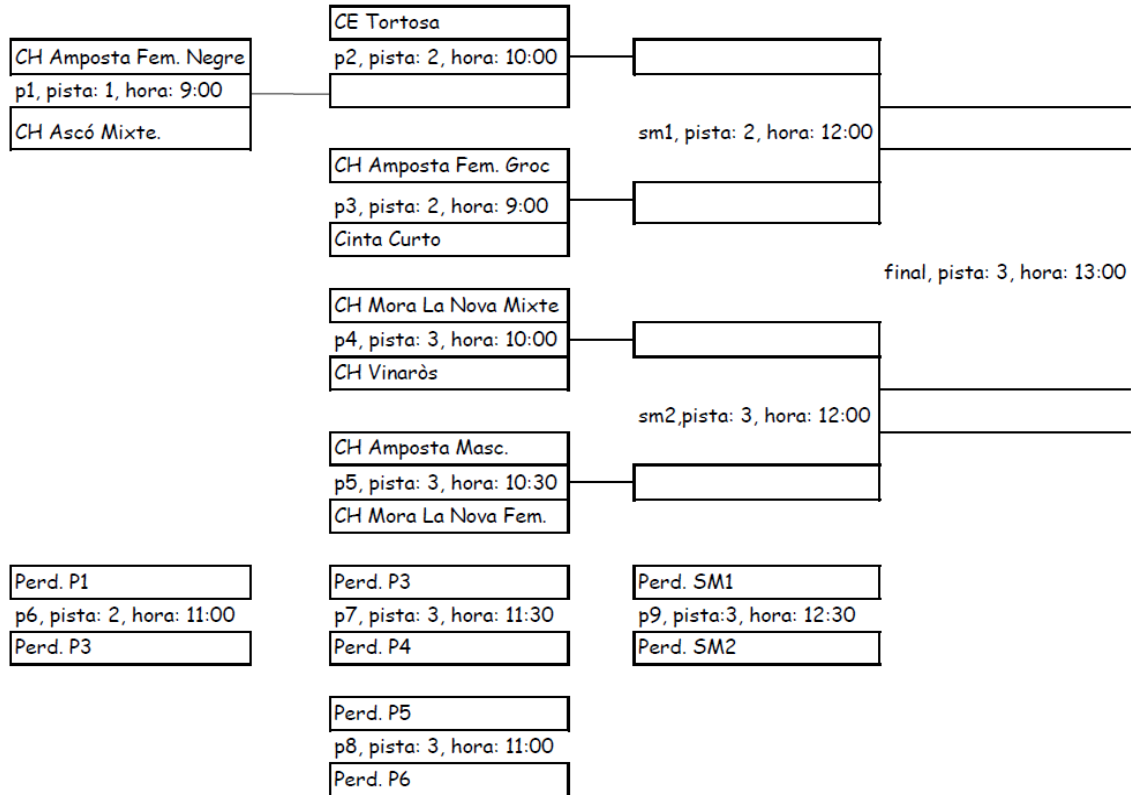 CE Tortosa
CH Amposta Fem. Negre
p2, pista: 2, hora: 10:00
p1, pista: 1, hora: 9:00
CH Ascó Mixte.
sm1, pista: 2, hora: 12:00
CH Amposta Fem. Groc
p3, pista: 2, hora: 9:00
Cinta Curto
final, pista: 3, hora: 13:00
CH Mora La Nova Mixte
p4, pista: 3, hora: 10:00
CH Vinaròs
sm2,pista: 3, hora: 12:00
CH Amposta Masc.
p5, pista: 3, hora: 10:30
CH Mora La Nova Fem.
Perd. P1
p6, pista: 2, hora: 11:00
Perd. P3
Perd. P3
p7, pista: 3, hora: 11:30
Perd. P4
Perd. SM1
p9, pista:3, hora: 12:30
Perd. SM2
Perd. P5
p8, pista: 3, hora: 11:00
Perd. P6